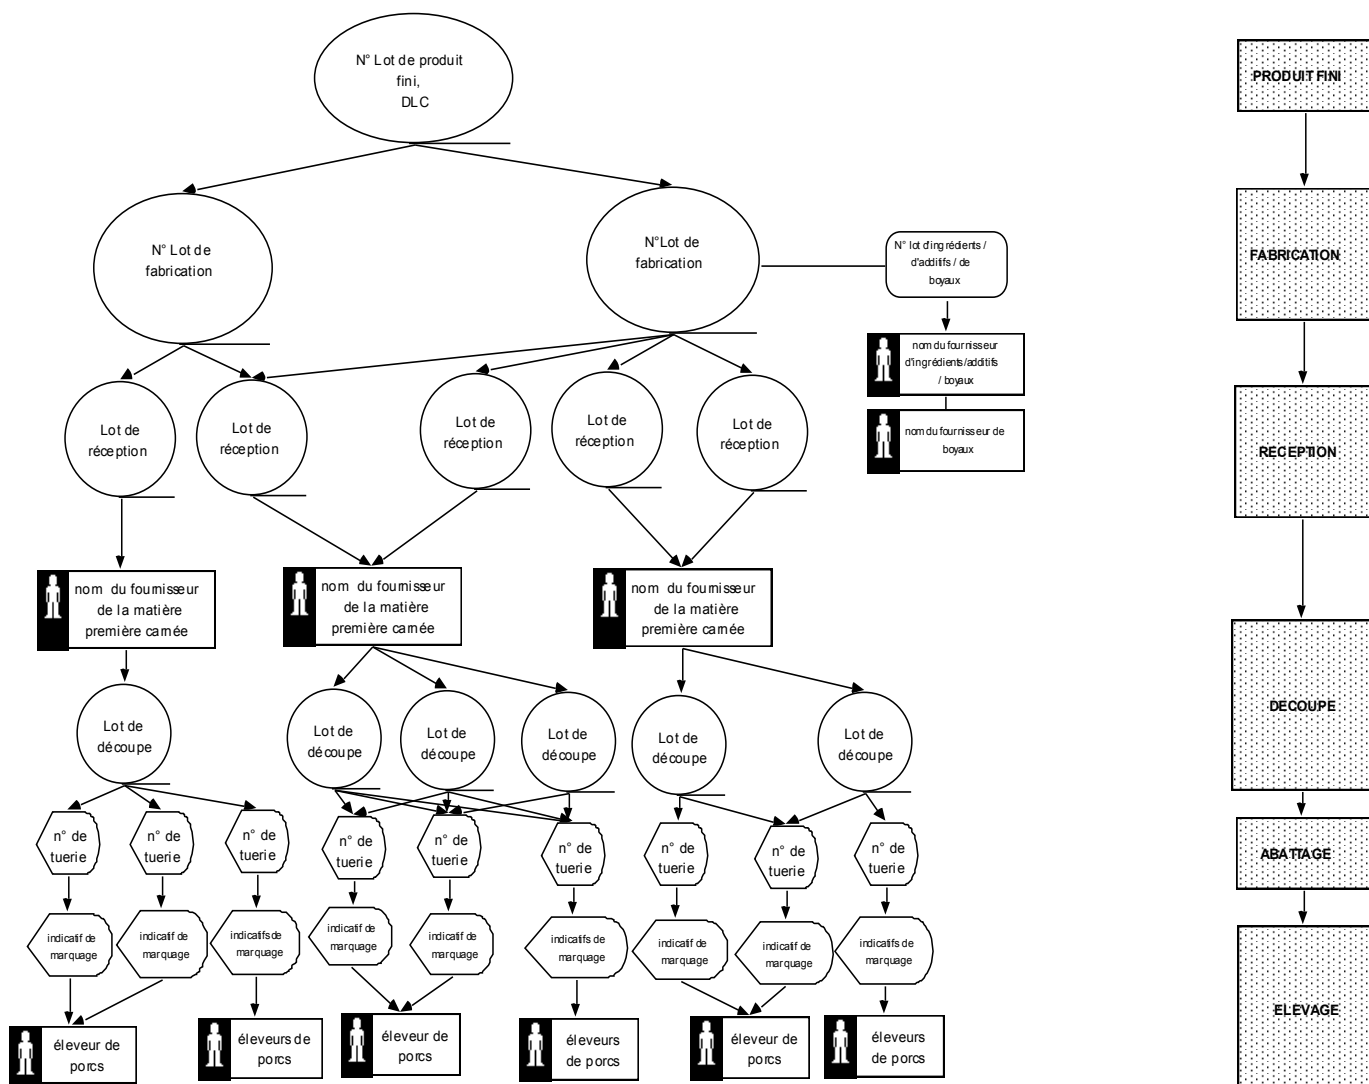 N° Lot de produit
fini,
DLC
PRODUIT FINI
N° Lot de
fabrication
N°Lot de
fabrication
N° lot d'ingrédients /
d'additifs / de
boyaux
FABRICATION
nom du fournisseur
d'ingrédients/additifs
/ boyaux
nom du fournisseur de
boyaux
Lot de
réception
Lot de
réception
Lot de
réception
Lot de
réception
Lot de
réception
RECEPTION
nom du fournisseur
de la matière
première carnée
nom du fournisseur
de la matière
première carnée
nom du fournisseur
de la matière
première carnée
Lot de
découpe
Lot de
découpe
Lot de
découpe
Lot de
découpe
Lot de
découpe
Lot de
découpe
DECOUPE
n° de
tuerie
n° de
tuerie
n° de
tuerie
n° de
tuerie
n° de
tuerie
n° de
tuerie
n° de
tuerie
n° de
tuerie
n° de
tuerie
ABATTAGE
indicatif de
marquage
indicatif de
marquage
indicatifs de
marquage
indicatif de
marquage
indicatif de
marquage
indicatifs de
marquage
indicatif de
marquage
indicatif de
marquage
indicatifs de
marquage
éleveur de
porcs
éleveurs de
porcs
éleveur de
porcs
éleveurs
de porcs
éleveur de
porcs
éleveurs
de porcs
ELEVAGE